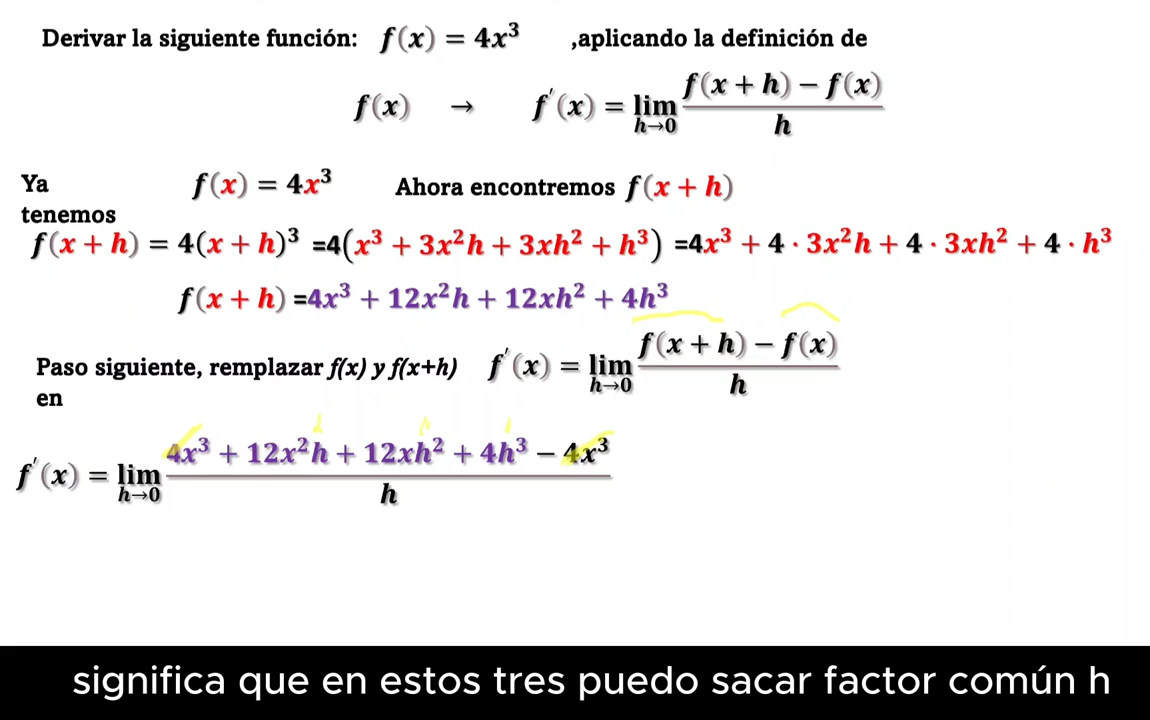 Derivar la siguiente función: f(x) = 4x³ ,aplicando la definición de
f(x) → f′(x) = lim h→0 (f(x + h) − f(x))/h
Ya tenemos f(x) = 4x³ Ahora encontremos f(x + h)
f(x + h) = 4(x + h)³ =4(x³ + 3x²h + 3xh² + h³) =4x³ + 4 · 3x²h + 4 · 3xh² + 4 · h³
f(x + h) =4x³ + 12x²h + 12xh² + 4h³
Paso siguiente, remplazar f(x) y f(x+h) en f′(x) = lim h→0 (f(x + h) − f(x))/h
f′(x) = lim h→0 (4x³ + 12x²h + 12xh² + 4h³ − 4x³)/h
significa que en estos tres puedo sacar factor común h